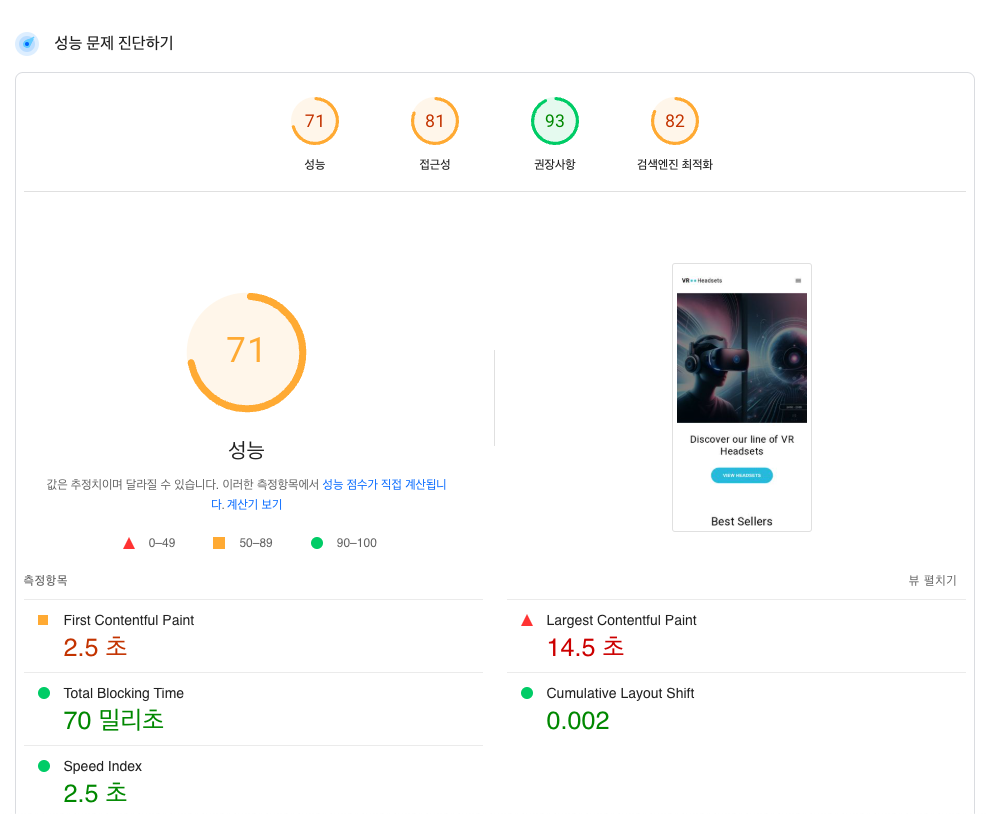 성능 문제 진단하기
71
81
93
82
성능
접근성
권장사항
검색엔진 최적화
71
성능
값은 추정치이며 달라질 수 있습니다. 이러한 측정항목에서 성능 점수가 직접 계산됩니
다. 계산기 보기
0–49
50–89
90–100
VR Headsets
Discover our line of VR
Headsets
VIEW HEADSETS
Best Sellers
측정항목
뷰 펼치기
First Contentful Paint
2.5 초
Largest Contentful Paint
14.5 초
Total Blocking Time
70 밀리초
Cumulative Layout Shift
0.002
Speed Index
2.5 초